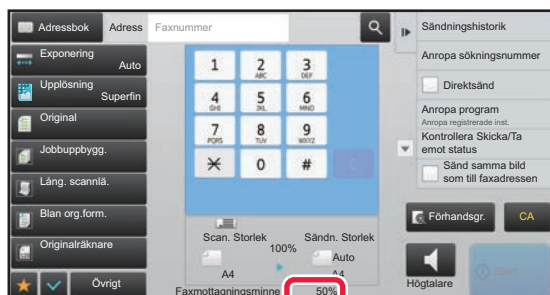 Adressbok
Adress
Faxnummer
Exponering
Auto
Upplösning
Superfin
Original
Jobbuppbygg.
Lång. scannlä.
Blan org.form.
Originalräknare
Övrigt
1
2 ABC
3 DEF
4 GHI
5 JKL
6 MNO
7 PQRS
8 TUV
9 WXYZ
0
#
C
Scan. Storlek
100%
Sändn. Storlek
Auto
A4
A4
Faxmottagningsminne
50%
Sändningshistorik
Anropa sökningsnummer
Direktsänd
Anropa program
Anropa registrerade inst.
Kontrollera Skicka/Ta
emot status
Sänd samma bild
som till faxadressen
Förhandsgr.
CA
Högtalare
Start